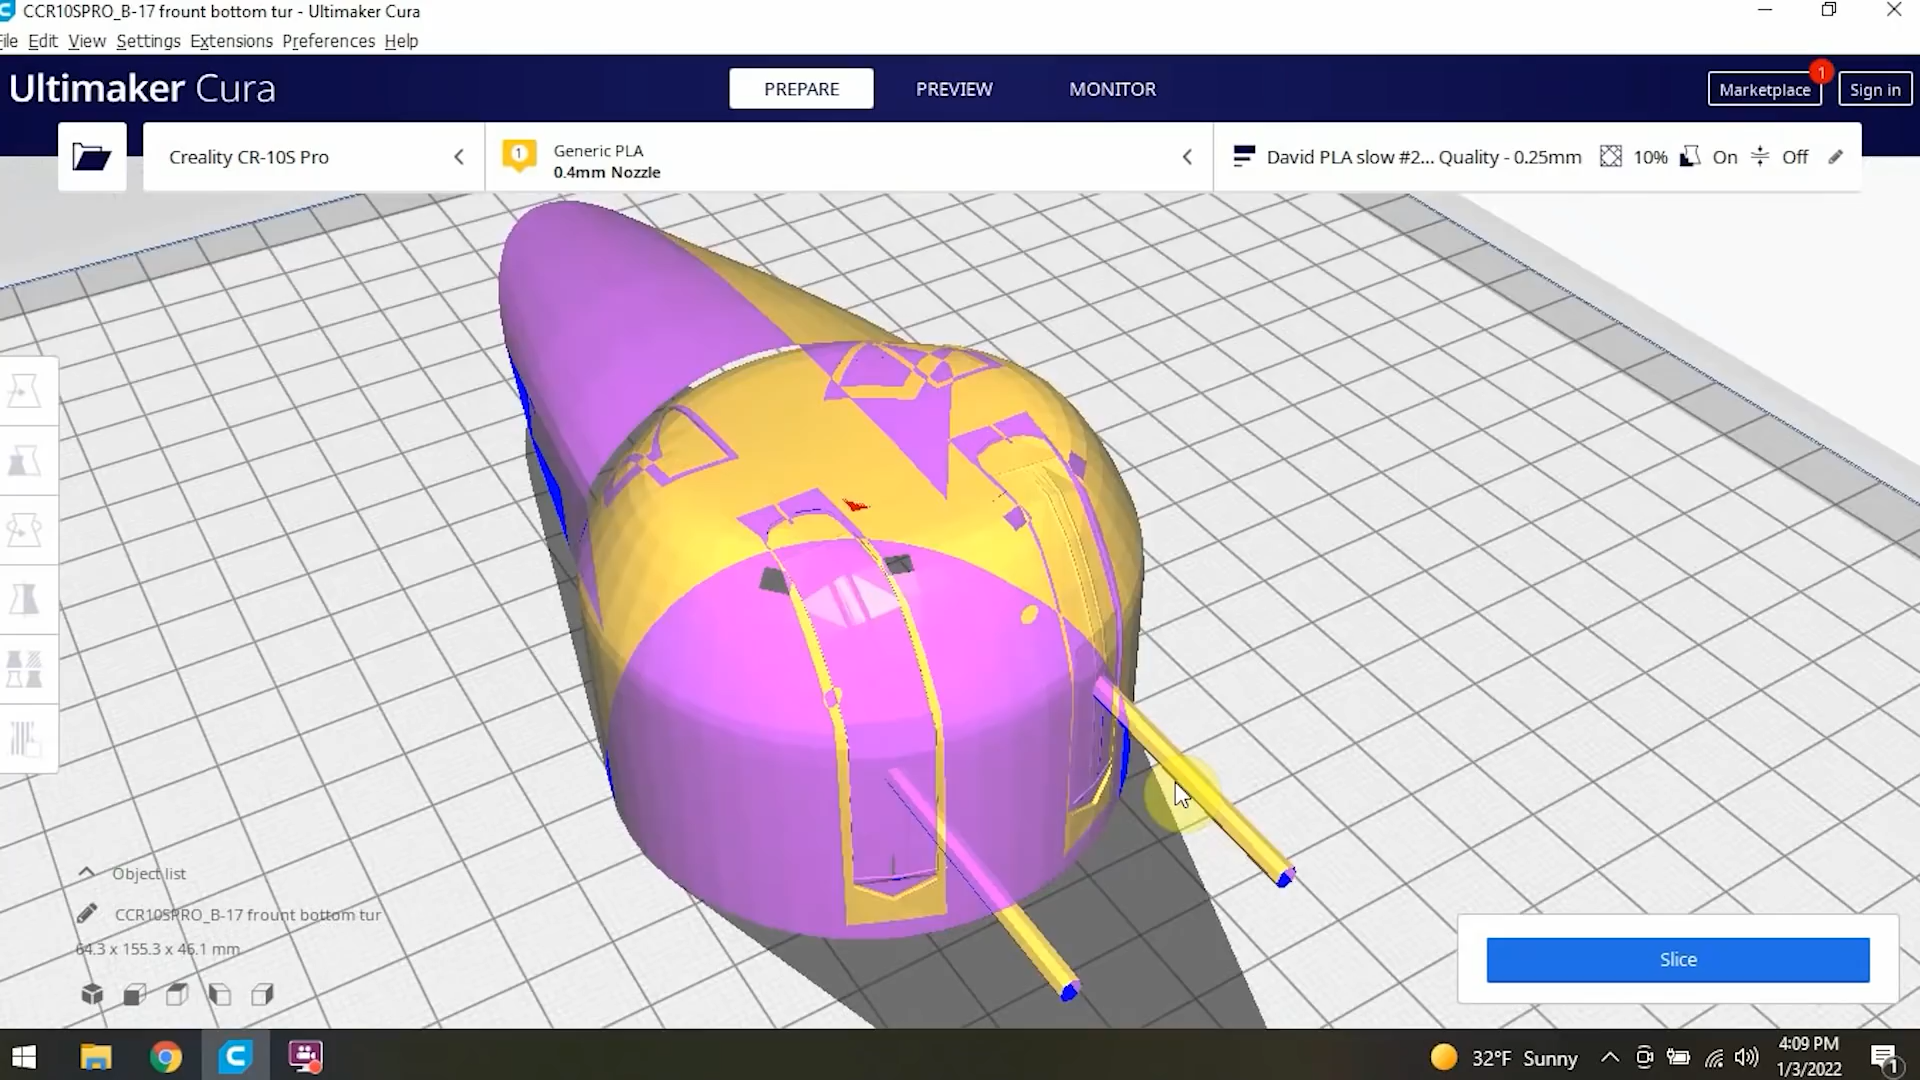 CCR10SPRO_B-17 frount bottom tur - Ultimaker Cura
File Edit View Settings Extensions Preferences Help
Ultimaker Cura
PREPARE
PREVIEW
MONITOR
Marketplace
1
Sign in
Creality CR-10S Pro
1
Generic PLA
0.4mm Nozzle
David PLA slow #2... Quality - 0.25mm
10%
On
Off
Object list
CCR10SPRO_B-17 frount bottom tur
64.3 x 155.3 x 46.1 mm
Slice
32°F Sunny
4:09 PM
1/3/2022
1